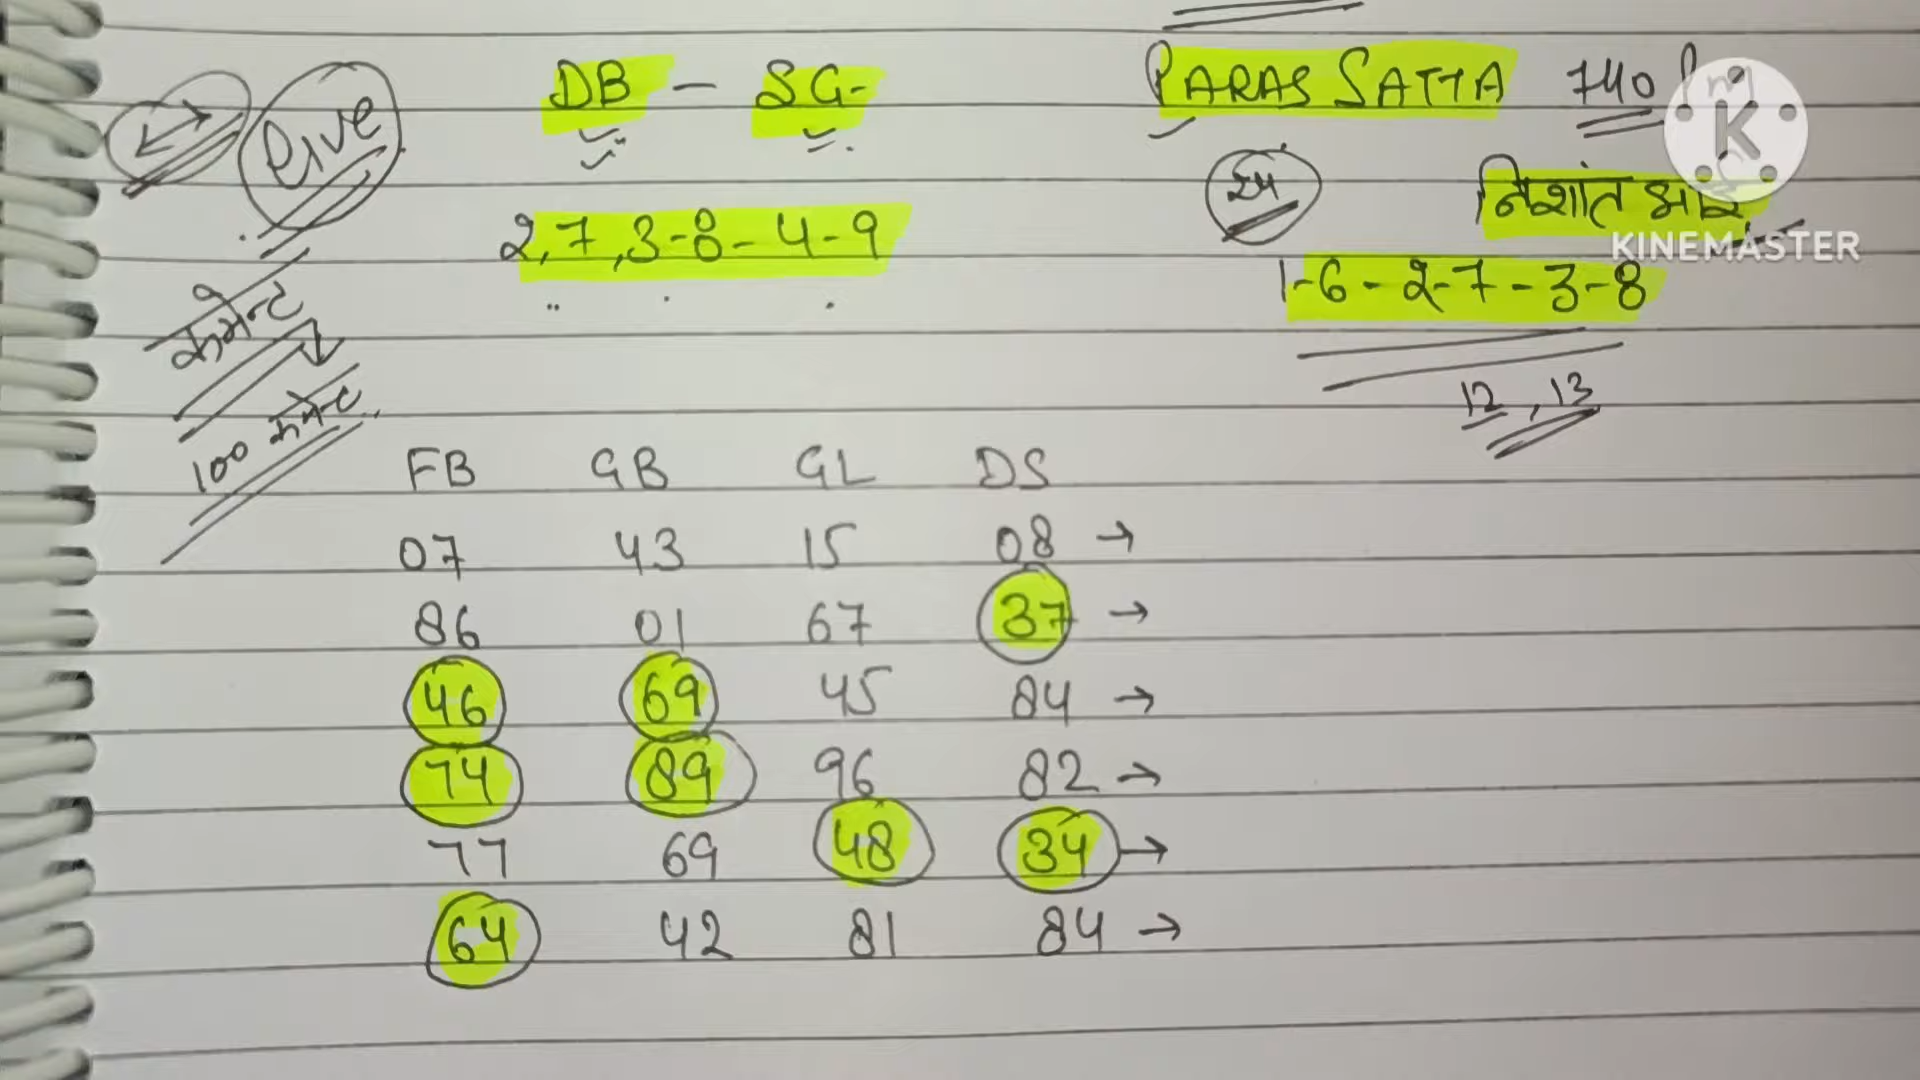 DB - SG- PARAS SATTA 740 Pm
Live
24 निशांत भाई
KINEMASTER
2,7,3-8-4-9 1-6-2-7-3-8
कमेन्ट
12, 13
100 कमेन्ट
FB GB GL DS
07 43 15 08 →
86 01 67 37 →
46 69 45 84 →
74 89 96 82 →
77 69 48 34 →
64 42 81 84 →